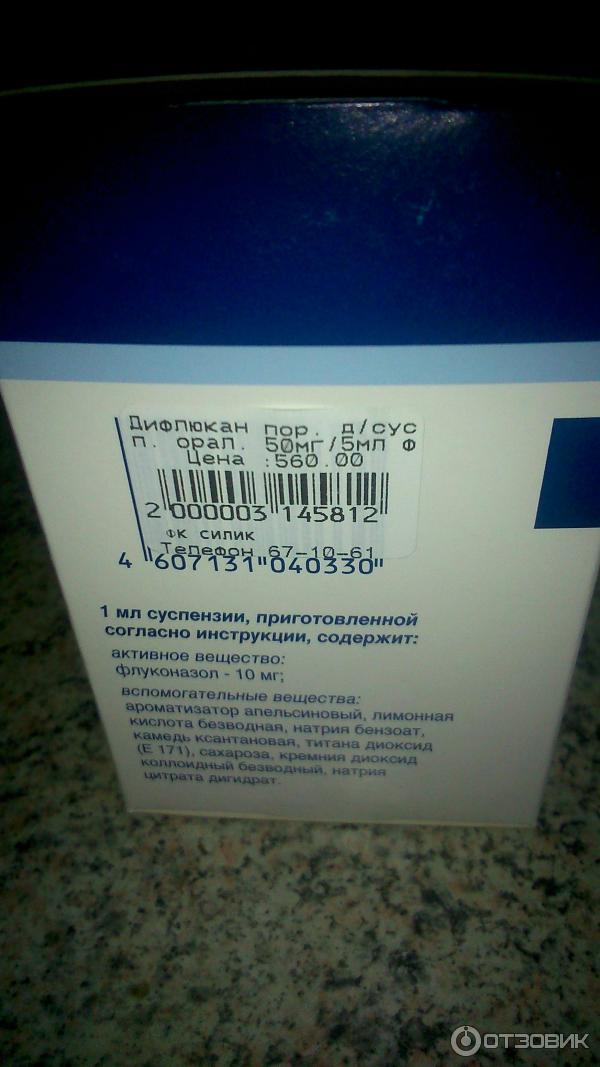 Дифлюкан пор. д/сус
п. орал. 50мг/5мл Ф
Цена :560.00
2 000003 145812
ФК СИЛИК
Телефон 67-10-61
4 607131 040330
1 мл суспензии, приготовленной
согласно инструкции, содержит:
активное вещество:
флуконазол - 10 мг;
вспомогательные вещества:
ароматизатор апельсиновый, лимонная
кислота безводная, натрия бензоат,
камедь ксантановая, титана диоксид
(Е 171), сахароза, кремния диоксид
коллоидный безводный, натрия
цитрата дигидрат.
ОТЗОВИК